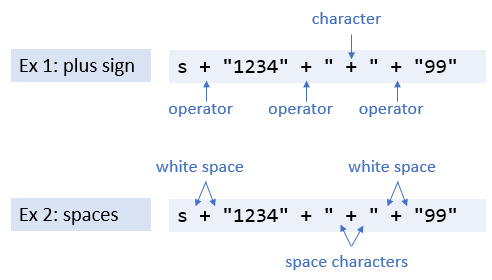 character
Ex 1: plus sign
s + "1234" + " + " + "99"
operator operator operator
white space white space
Ex 2: spaces
s + "1234" + " + " + "99"
space characters